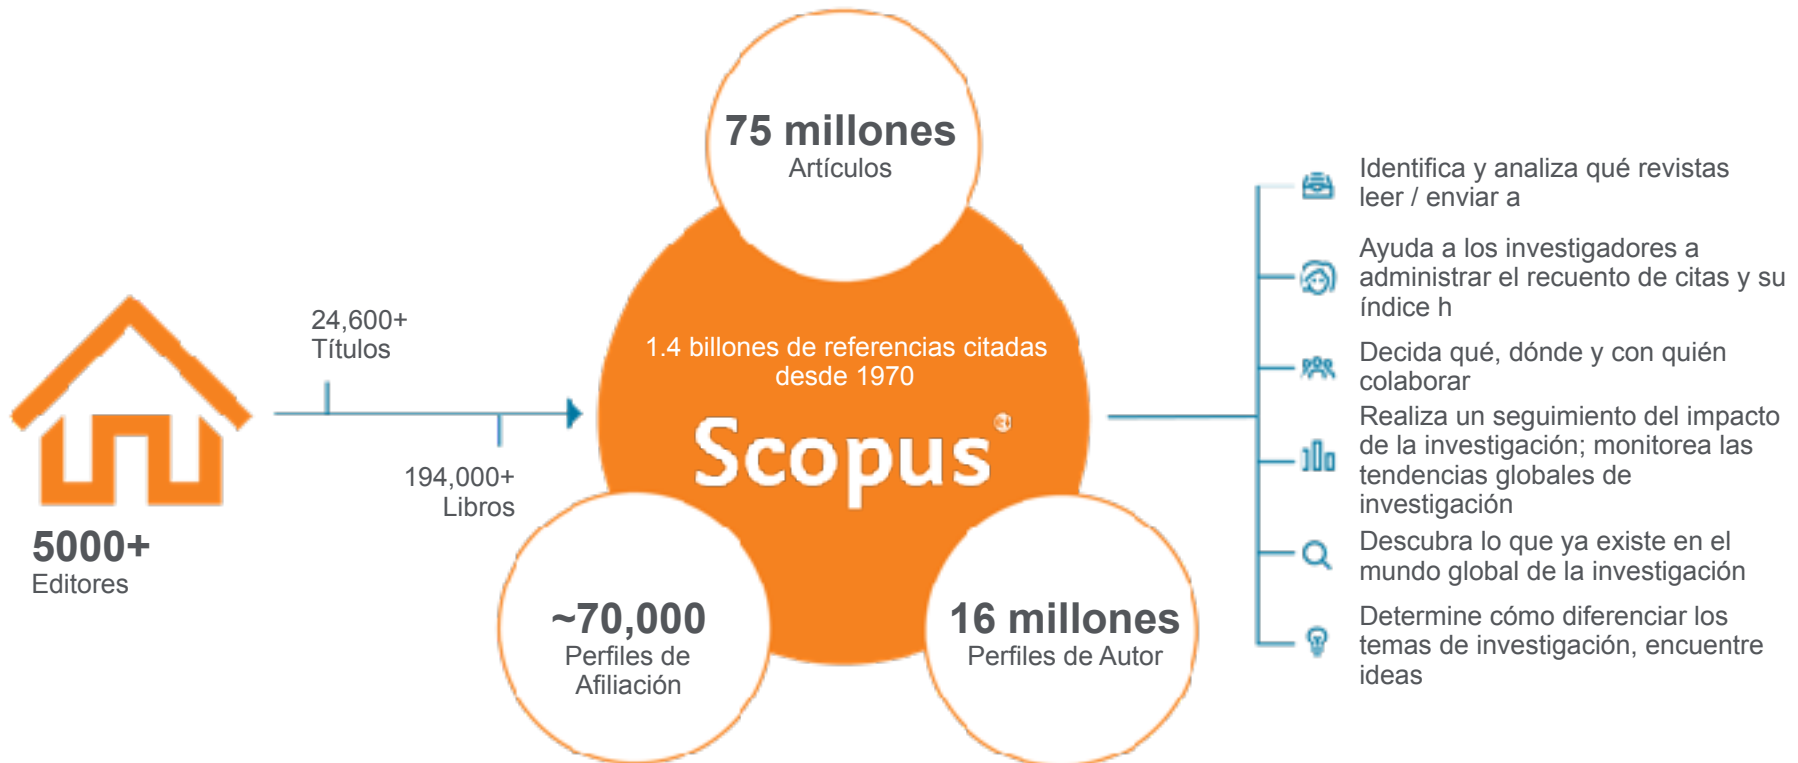 75 millones
Artículos
24,600+
Títulos
194,000+
Libros
5000+
Editores
1.4 billones de referencias citadas
desde 1970
Scopus®
~70,000
Perfiles de
Afiliación
16 millones
Perfiles de Autor
Identifica y analiza qué revistas
leer / enviar a
Ayuda a los investigadores a
administrar el recuento de citas y su
índice h
Decida qué, dónde y con quién
colaborar
Realiza un seguimiento del impacto
de la investigación; monitorea las
tendencias globales de
investigación
Descubra lo que ya existe en el
mundo global de la investigación
Determine cómo diferenciar los
temas de investigación, encuentre
ideas